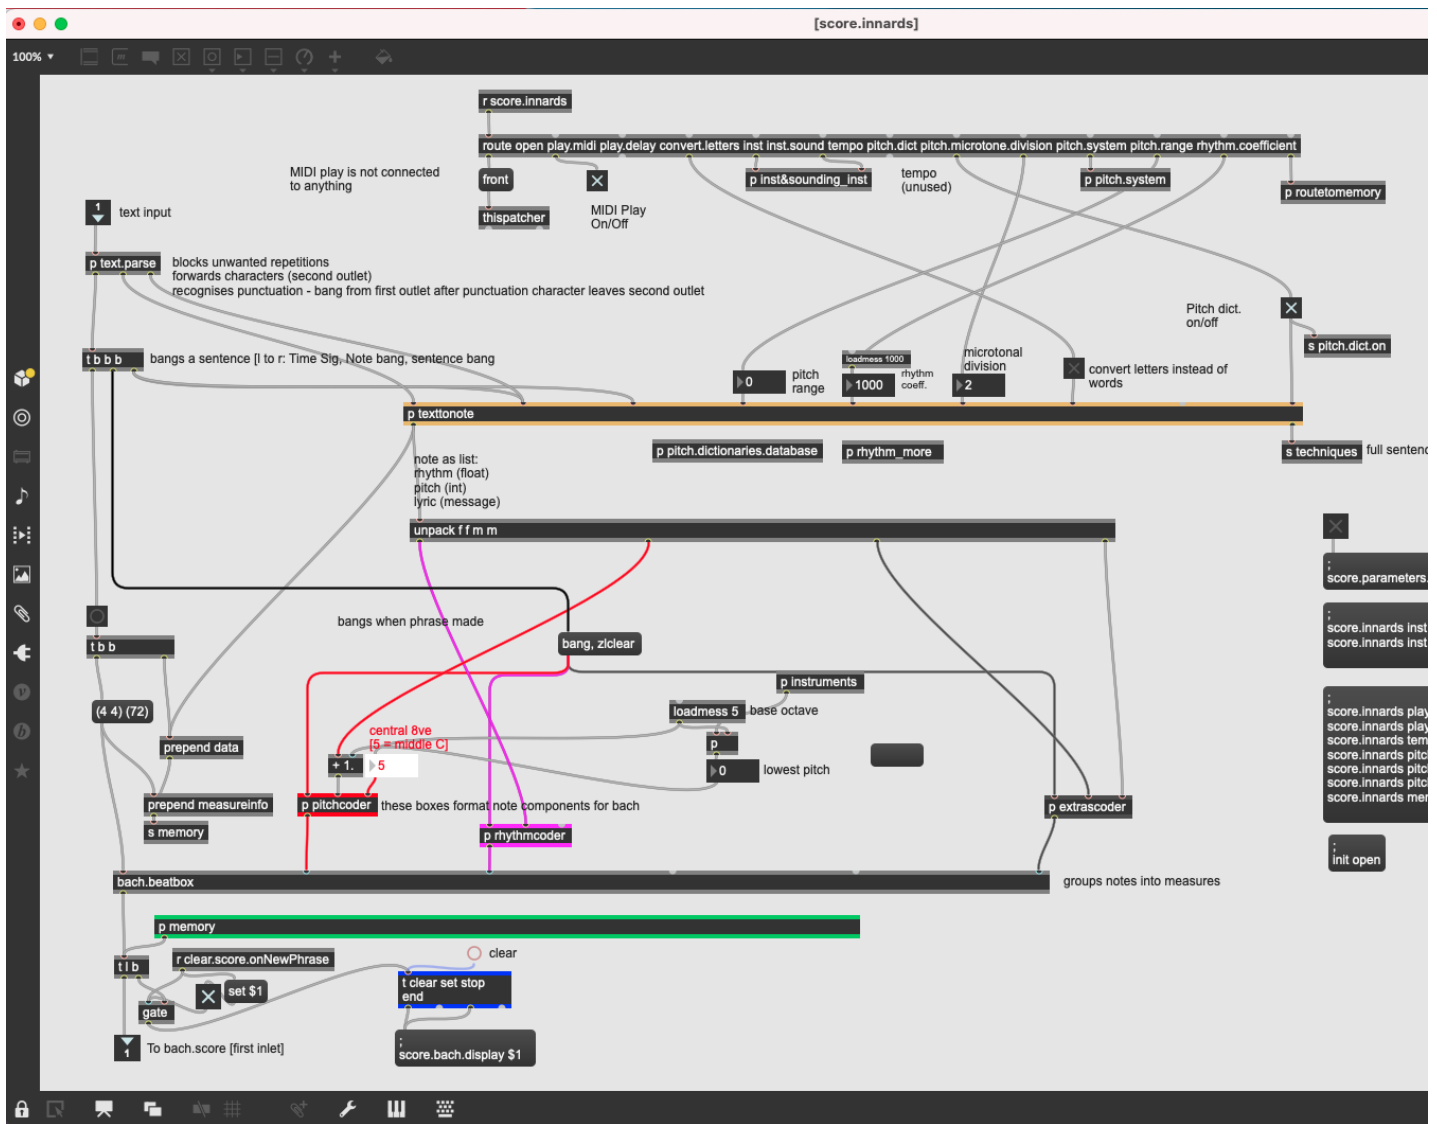 [score.innards]
100%
r score.innards
route open play.midi play.delay convert.letters inst inst.sound tempo pitch.dict pitch.microtone.division pitch.system pitch.range rhythm.coefficient
MIDI play is not connected
to anything
front
p inst&sounding_inst
tempo
(unused)
p pitch.system
p routetomemory
thispatcher
MIDI Play
On/Off
1
text input
p text.parse
blocks unwanted repetitions
forwards characters (second outlet)
recognises punctuation - bang from first outlet after punctuation character leaves second outlet
Pitch dict.
on/off
s pitch.dict.on
t b b b
bangs a sentence [l to r: Time Sig, Note bang, sentence bang
loadmess 1000
microtonal
division
0
pitch
range
1000
rhythm
coeff.
2
convert letters instead of
words
p texttonote
p pitch.dictionaries.database
p rhythm_more
s techniques
full sentenc
note as list:
rhythm (float)
pitch (int)
lyric (message)
unpack f f m m
;
score.parameters.
;
score.innards inst
score.innards inst
bangs when phrase made
bang, zlclear
t b b
p instruments
(4 4) (72)
loadmess 5
base octave
;
score.innards play
score.innards play
score.innards tem
score.innards pitc
score.innards pitc
score.innards pitc
score.innards mer
prepend data
central 8ve
[5 = middle C]
+ 1.
5
p
0
lowest pitch
prepend measureinfo
p pitchcoder
these boxes format note components for bach
p extrascoder
s memory
p rhythmcoder
;
init open
bach.beatbox
groups notes into measures
p memory
t l b
r clear.score.onNewPhrase
clear
set $1
t clear set stop
end
gate
1
To bach.score [first inlet]
;
score.bach.display $1